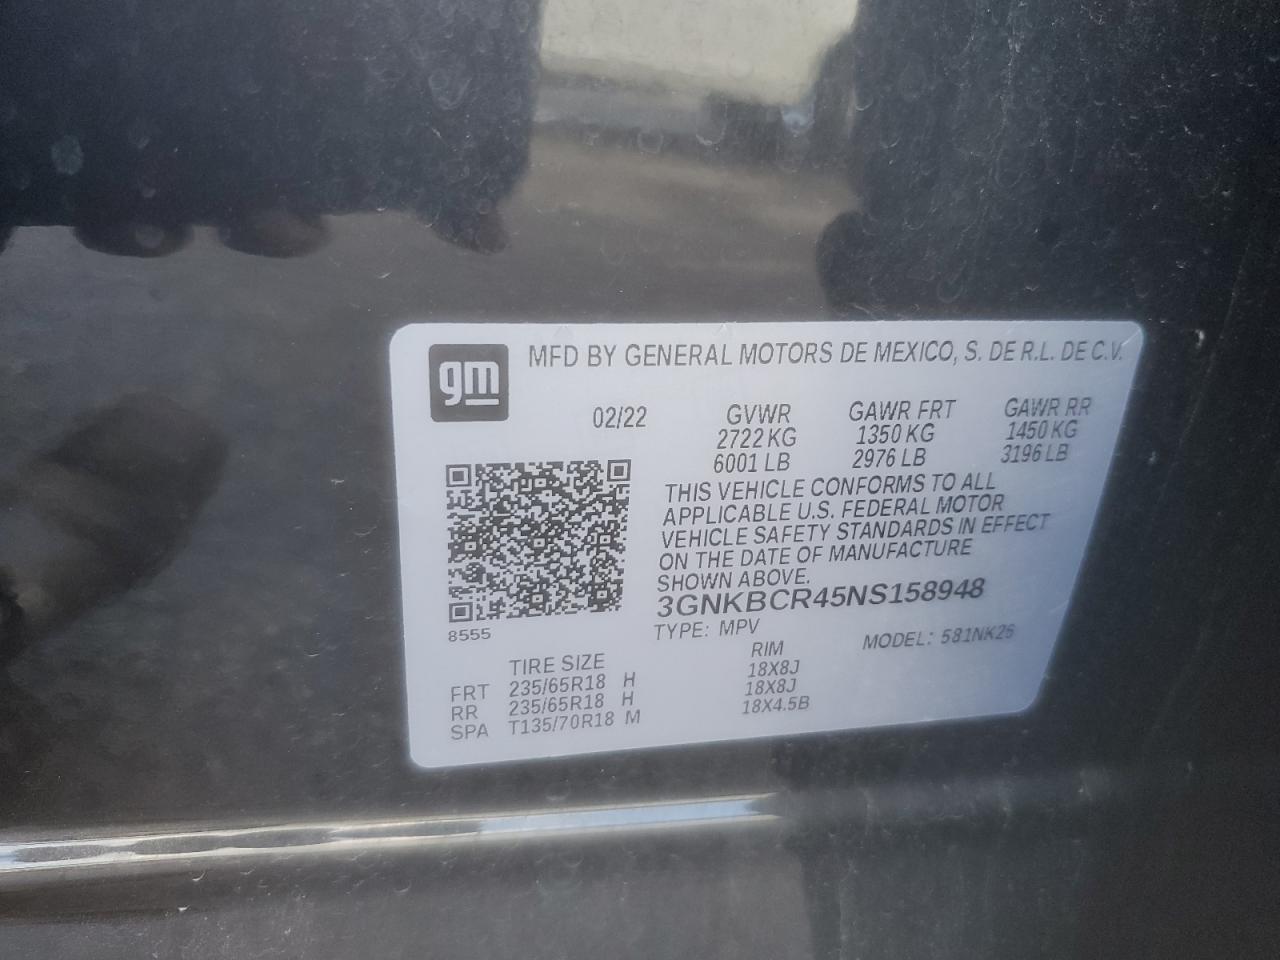 gm
MFD BY GENERAL MOTORS DE MEXICO, S. DE R.L. DE C.V.
02/22 GVWR GAWR FRT GAWR RR
2722 KG 1350 KG 1450 KG
6001 LB 2976 LB 3196 LB
THIS VEHICLE CONFORMS TO ALL
APPLICABLE U.S. FEDERAL MOTOR
VEHICLE SAFETY STANDARDS IN EFFECT
ON THE DATE OF MANUFACTURE
SHOWN ABOVE.
3GNKBCR45NS158948
8555
TYPE: MPV MODEL: 581NK26
TIRE SIZE RIM
FRT 235/65R18 H 18X8J
RR 235/65R18 H 18X8J
SPA T135/70R18 M 18X4.5B